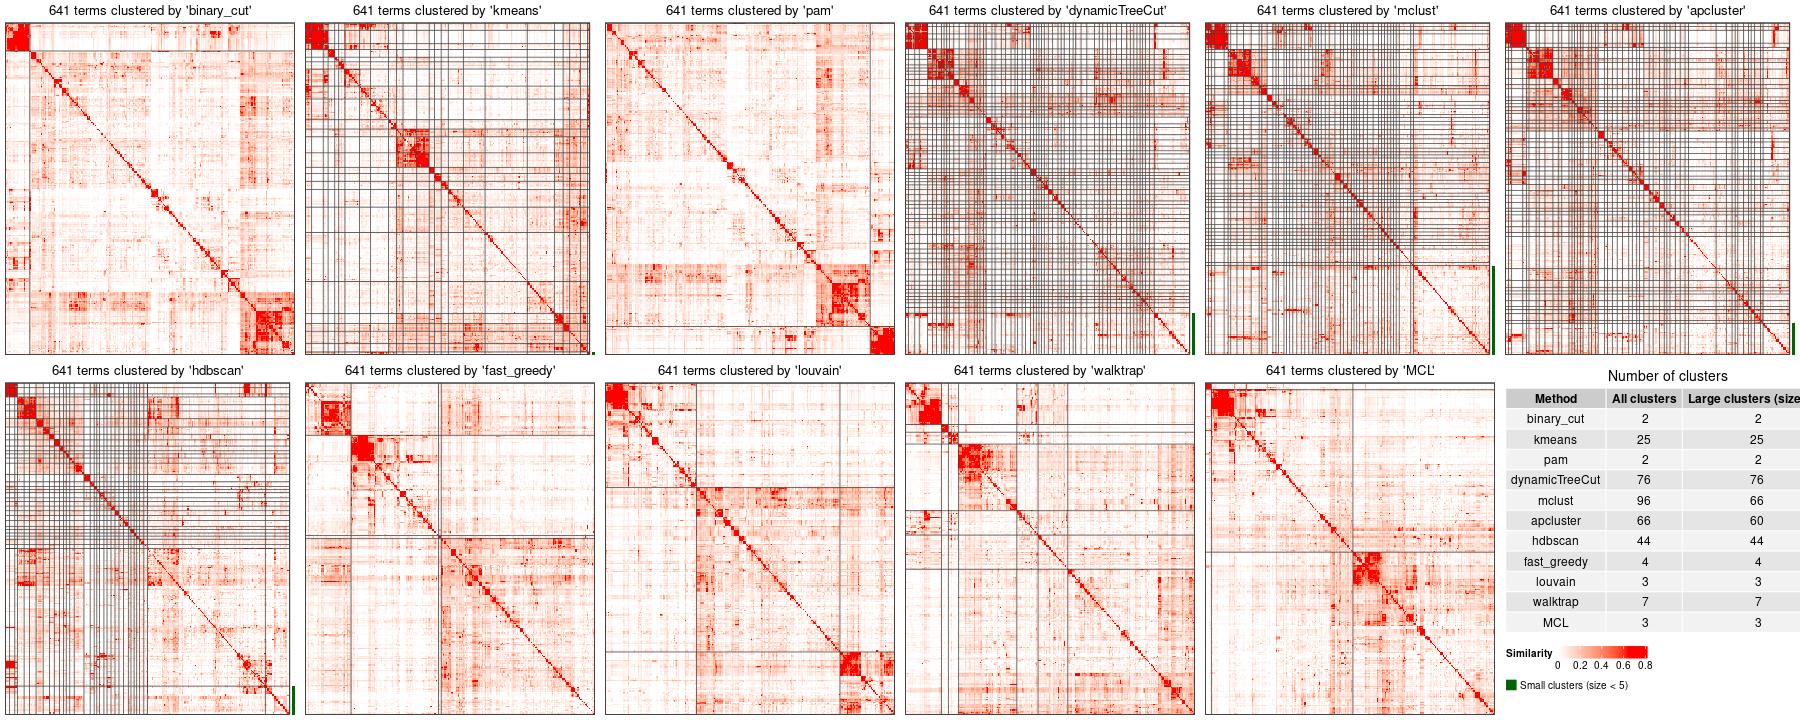 641 terms clustered by 'binary_cut'
641 terms clustered by 'kmeans'
641 terms clustered by 'pam'
641 terms clustered by 'dynamicTreeCut'
641 terms clustered by 'mclust'
641 terms clustered by 'apcluster'
641 terms clustered by 'hdbscan'
641 terms clustered by 'fast_greedy'
641 terms clustered by 'louvain'
641 terms clustered by 'walktrap'
641 terms clustered by 'MCL'
Number of clusters
Method All clusters Large clusters (size
binary_cut 2 2
kmeans 25 25
pam 2 2
dynamicTreeCut 76 76
mclust 96 66
apcluster 66 60
hdbscan 44 44
fast_greedy 4 4
louvain 3 3
walktrap 7 7
MCL 3 3
Similarity
0 0.2 0.4 0.6 0.8
Small clusters (size < 5)